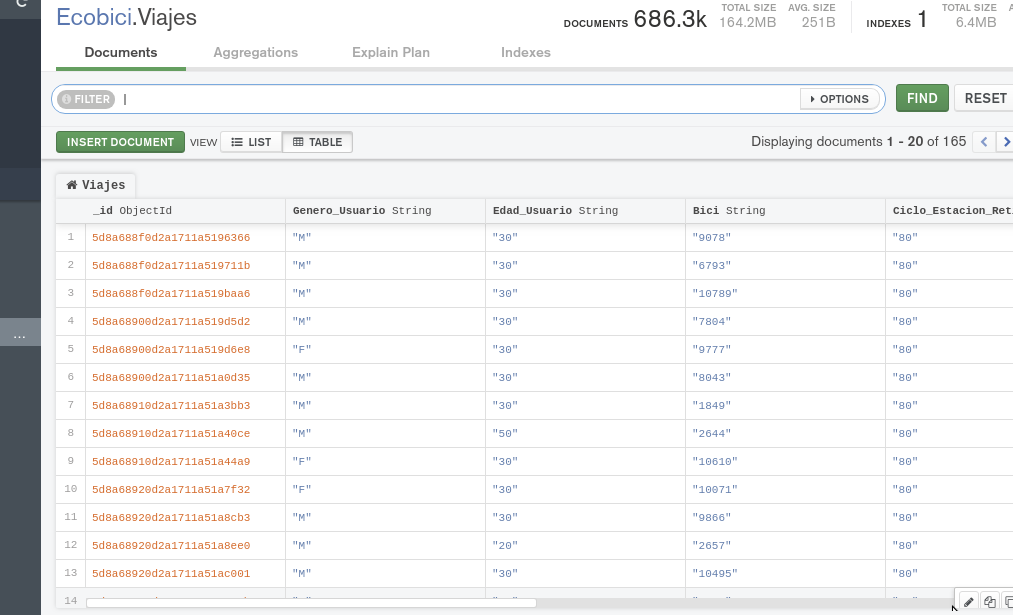 Ecobici.Viajes
DOCUMENTS 686.3k TOTAL SIZE 164.2MB AVG. SIZE 251B INDEXES 1 TOTAL SIZE 6.4MB
Documents Aggregations Explain Plan Indexes
FILTER OPTIONS FIND RESET
INSERT DOCUMENT VIEW LIST TABLE Displaying documents 1 - 20 of 165
Viajes
_id ObjectId Genero_Usuario String Edad_Usuario String Bici String Ciclo_Estacion_Ret
1 5d8a688f0d2a1711a5196366 "M" "30" "9078" "80"
2 5d8a688f0d2a1711a519711b "M" "30" "6793" "80"
3 5d8a688f0d2a1711a519baa6 "M" "30" "10789" "80"
4 5d8a68900d2a1711a519d5d2 "M" "30" "7804" "80"
5 5d8a68900d2a1711a519d6e8 "F" "30" "9777" "80"
6 5d8a68900d2a1711a51a0d35 "M" "30" "8043" "80"
7 5d8a68910d2a1711a51a3bb3 "M" "30" "1849" "80"
8 5d8a68910d2a1711a51a40ce "M" "50" "2644" "80"
9 5d8a68910d2a1711a51a44a9 "F" "30" "10610" "80"
10 5d8a68920d2a1711a51a7f32 "F" "30" "10071" "80"
11 5d8a68920d2a1711a51a8cb3 "M" "30" "9866" "80"
12 5d8a68920d2a1711a51a8ee0 "M" "20" "2657" "80"
13 5d8a68920d2a1711a51ac001 "M" "30" "10495" "80"
14